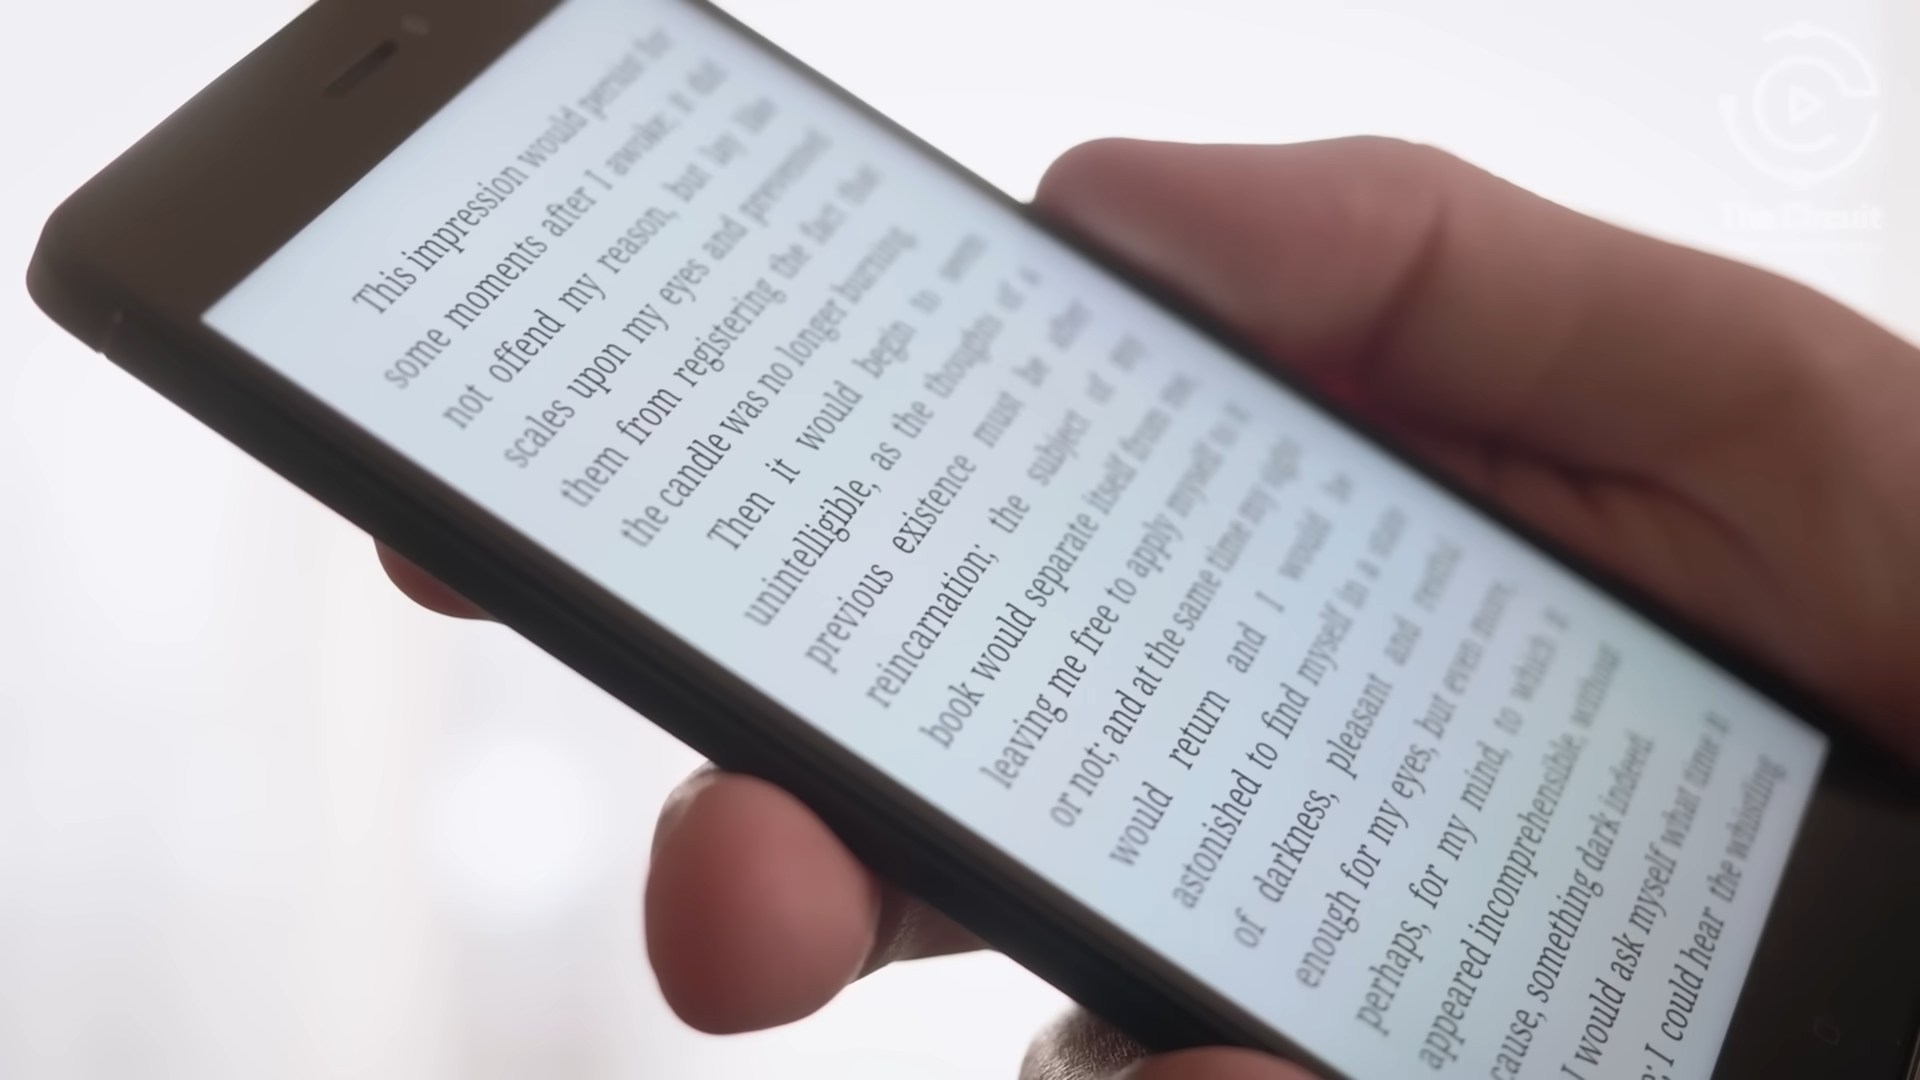 This impression would persist for
some moments after I awoke; it did
not offend my reason, but lay like
scales upon my eyes and prevented
them from registering the fact that
the candle was no longer burning.
Then it would begin to seem
unintelligible, as the thoughts of a
previous existence must be after
reincarnation; the subject of my
book would separate itself from me,
leaving me free to apply myself to it
or not; and at the same time my sight
would return and I would be
astonished to find myself in a state
of darkness, pleasant and restful
enough for my eyes, but even more,
perhaps, for my mind, to which it
appeared incomprehensible, without
cause, something dark indeed.
I would ask myself what time it
; I could hear the whistling
The Circuit